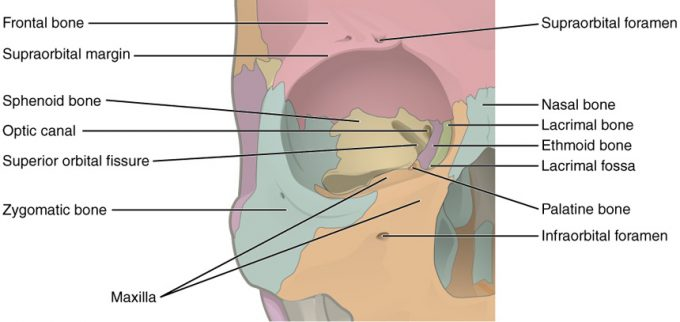 Frontal bone
Supraorbital margin
Sphenoid bone
Optic canal
Superior orbital fissure
Zygomatic bone
Maxilla
Supraorbital foramen
Nasal bone
Lacrimal bone
Ethmoid bone
Lacrimal fossa
Palatine bone
Infraorbital foramen